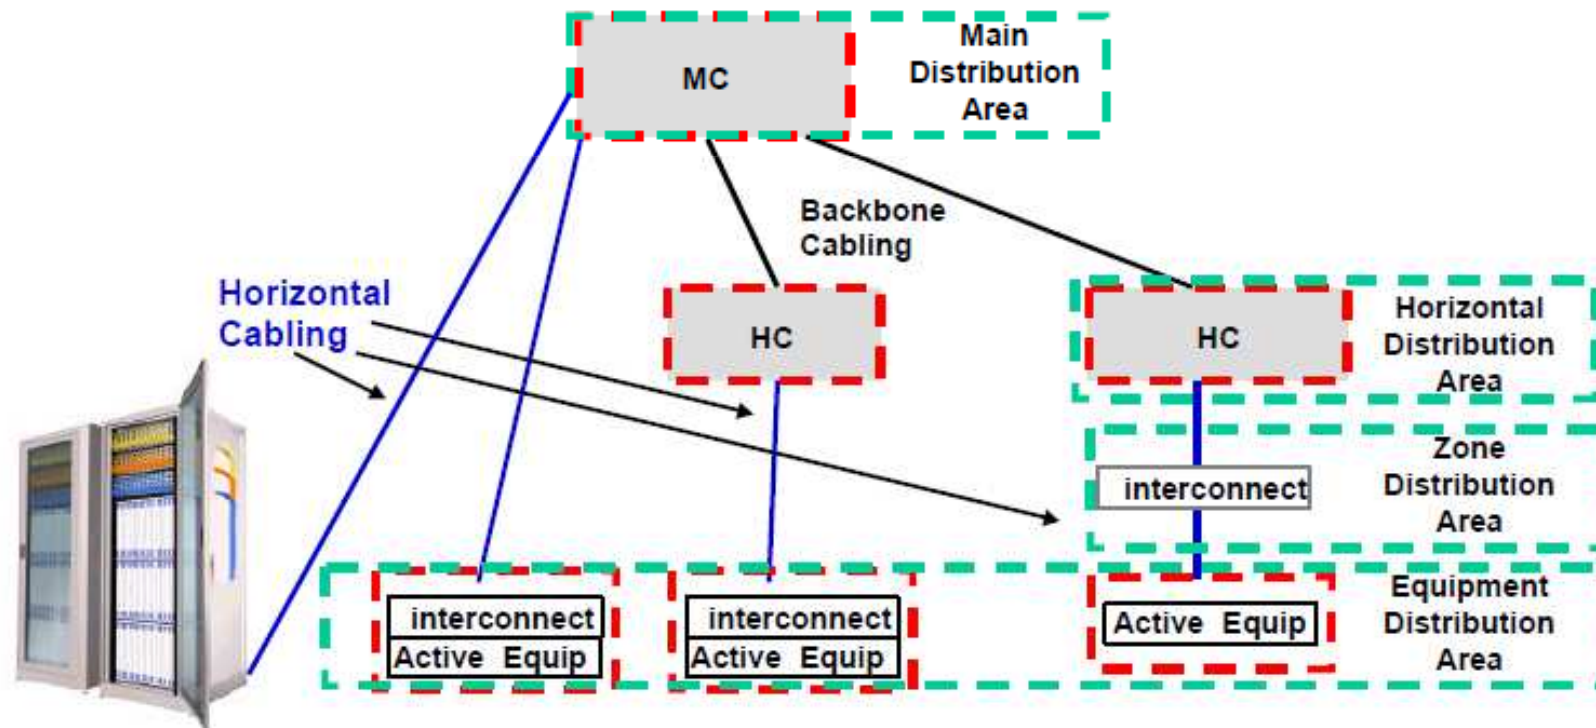 Main
Distribution
Area
MC
Backbone
Cabling
Horizontal
Cabling
HC
HC
Horizontal
Distribution
Area
Zone
Distribution
Area
interconnect
interconnect
Active Equip
interconnect
Active Equip
Active Equip
Equipment
Distribution
Area